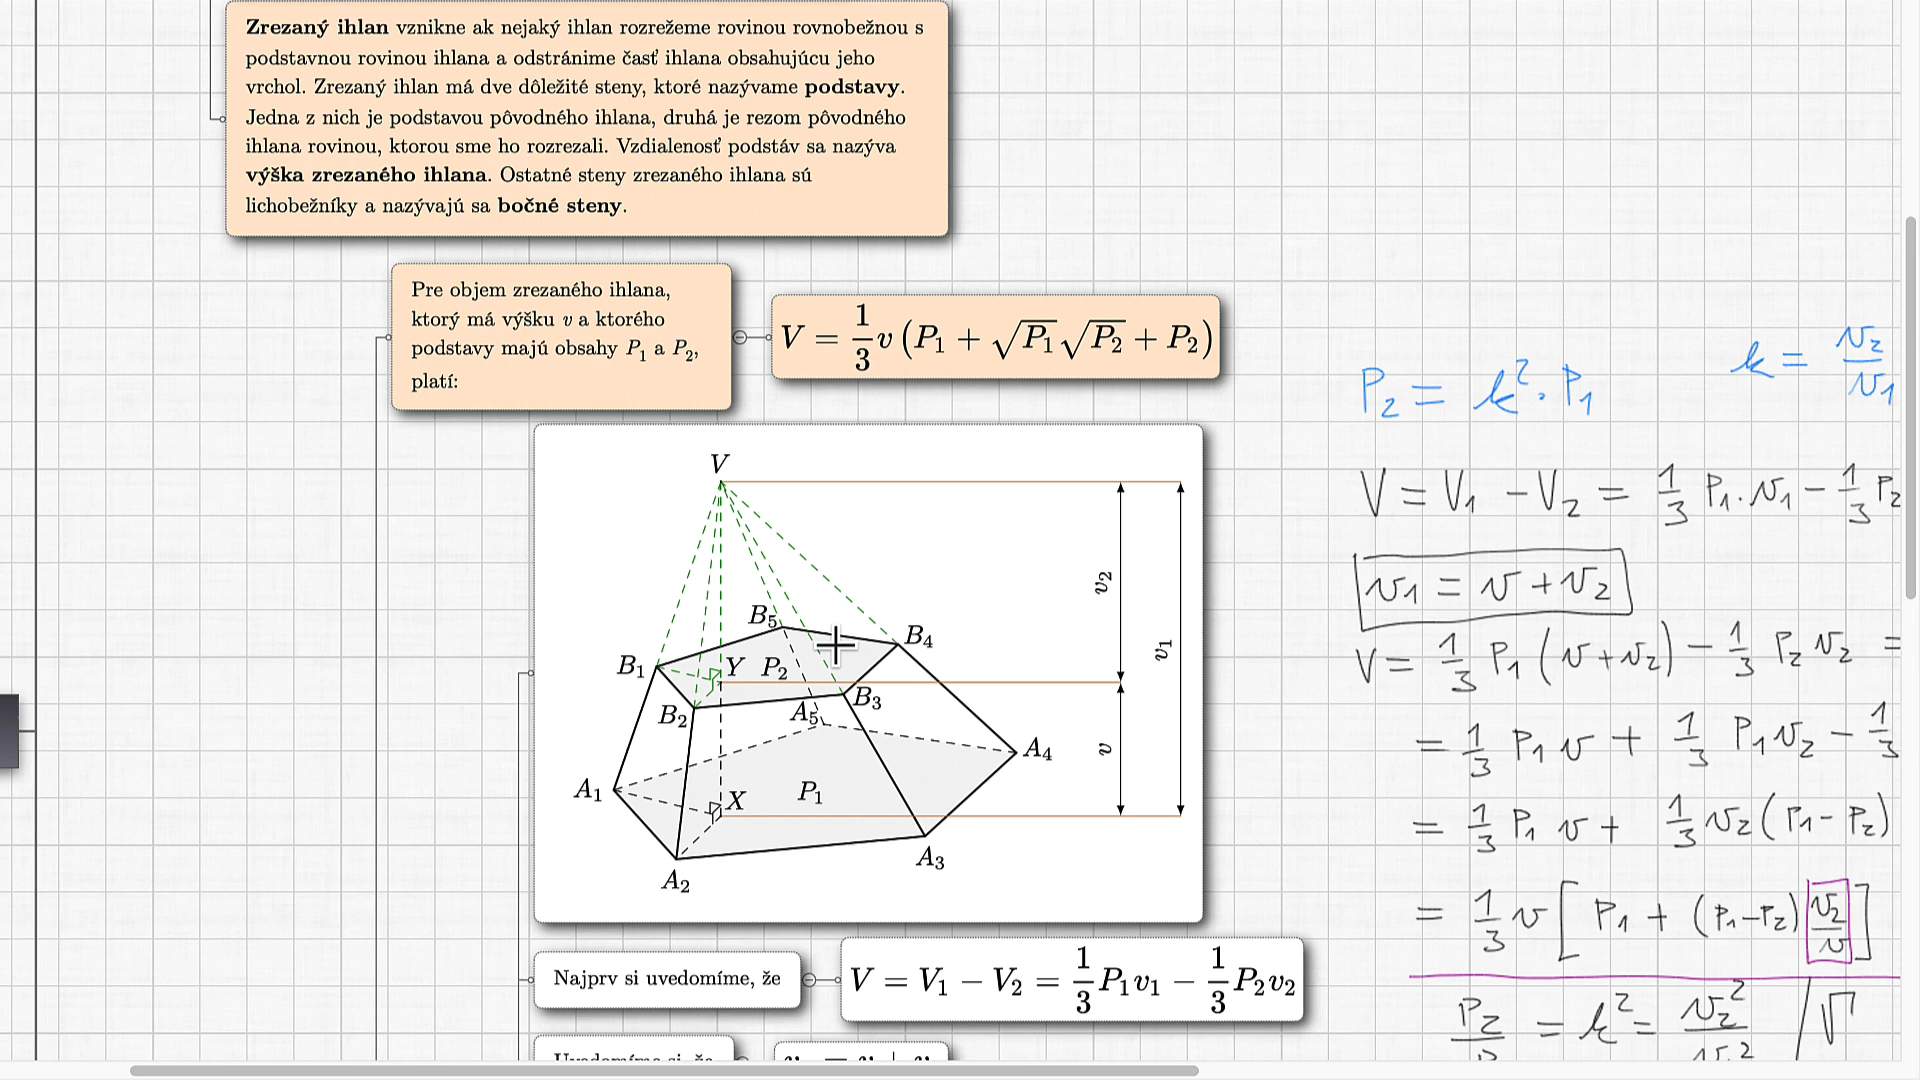 Zrezaný ihlan vznikne ak nejaký ihlan rozrežeme rovinou rovnobežnou s
podstavnou rovinou ihlana a odstránime časť ihlana obsahujúcu jeho
vrchol. Zrezaný ihlan má dve dôležité steny, ktoré nazývame podstavy.
Jedna z nich je podstavou pôvodného ihlana, druhá je rezom pôvodného
ihlana rovinou, ktorou sme ho rozrezali. Vzdialenosť podstáv sa nazýva
výška zrezaného ihlana. Ostatné steny zrezaného ihlana sú
lichobežníky a nazývajú sa bočné steny.
Pre objem zrezaného ihlana,
ktorý má výšku v a ktorého
podstavy majú obsahy P₁ a P₂,
platí:
V = 1/3 v (P₁ + √P₁ √P₂ + P₂)
V
v₂
v₁
B₅
B₄
B₁
Y P₂
B₃
B₂
A₅
v
A₄
A₁
X
P₁
A₃
A₂
Najprv si uvedomíme, že
V = V₁ − V₂ = 1/3 P₁v₁ − 1/3 P₂v₂
P₂ = k² · P₁
k = v₂/v₁
V = V₁ − V₂ = 1/3 P₁ · v₁ − 1/3 P₂
v₁ = v + v₂
V = 1/3 P₁ (v + v₂) − 1/3 P₂ v₂ =
= 1/3 P₁ v + 1/3 P₁ v₂ − 1/3
= 1/3 P₁ v + 1/3 v₂ (P₁ − P₂)
= 1/3 v [ P₁ + (P₁ − P₂) v₂/v ]
P₂/P = k² = v₂²/v² /√